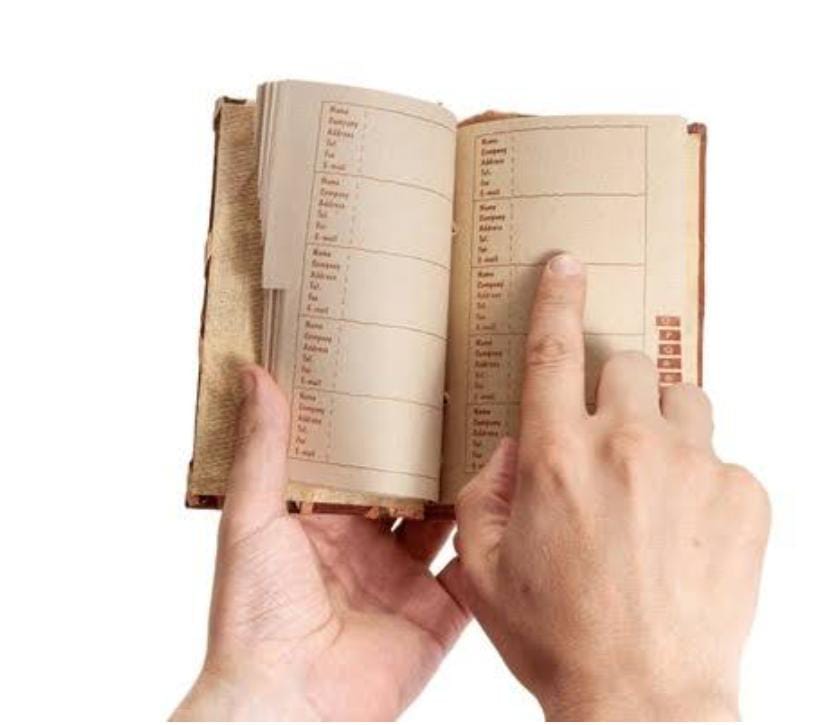 Name
Company
Address
Tel.
Fax
E-mail
Name
Company
Address
Tel.
Fax
E-mail
Name
Company
Address
Tel.
Fax
E-mail
Name
Company
Address
Tel.
Fax
E-mail
Name
Company
Address
Tel.
Fax
E-mail
Name
Company
Address
Tel.
Fax
E-mail
Name
Company
Address
Tel.
Fax
E-mail
Name
Company
Address
Tel.
Fax
E-mail
Name
Company
Address
Tel.
Fax
E-mail
Name
Company
Address
Tel.
Fax
P
Q
R